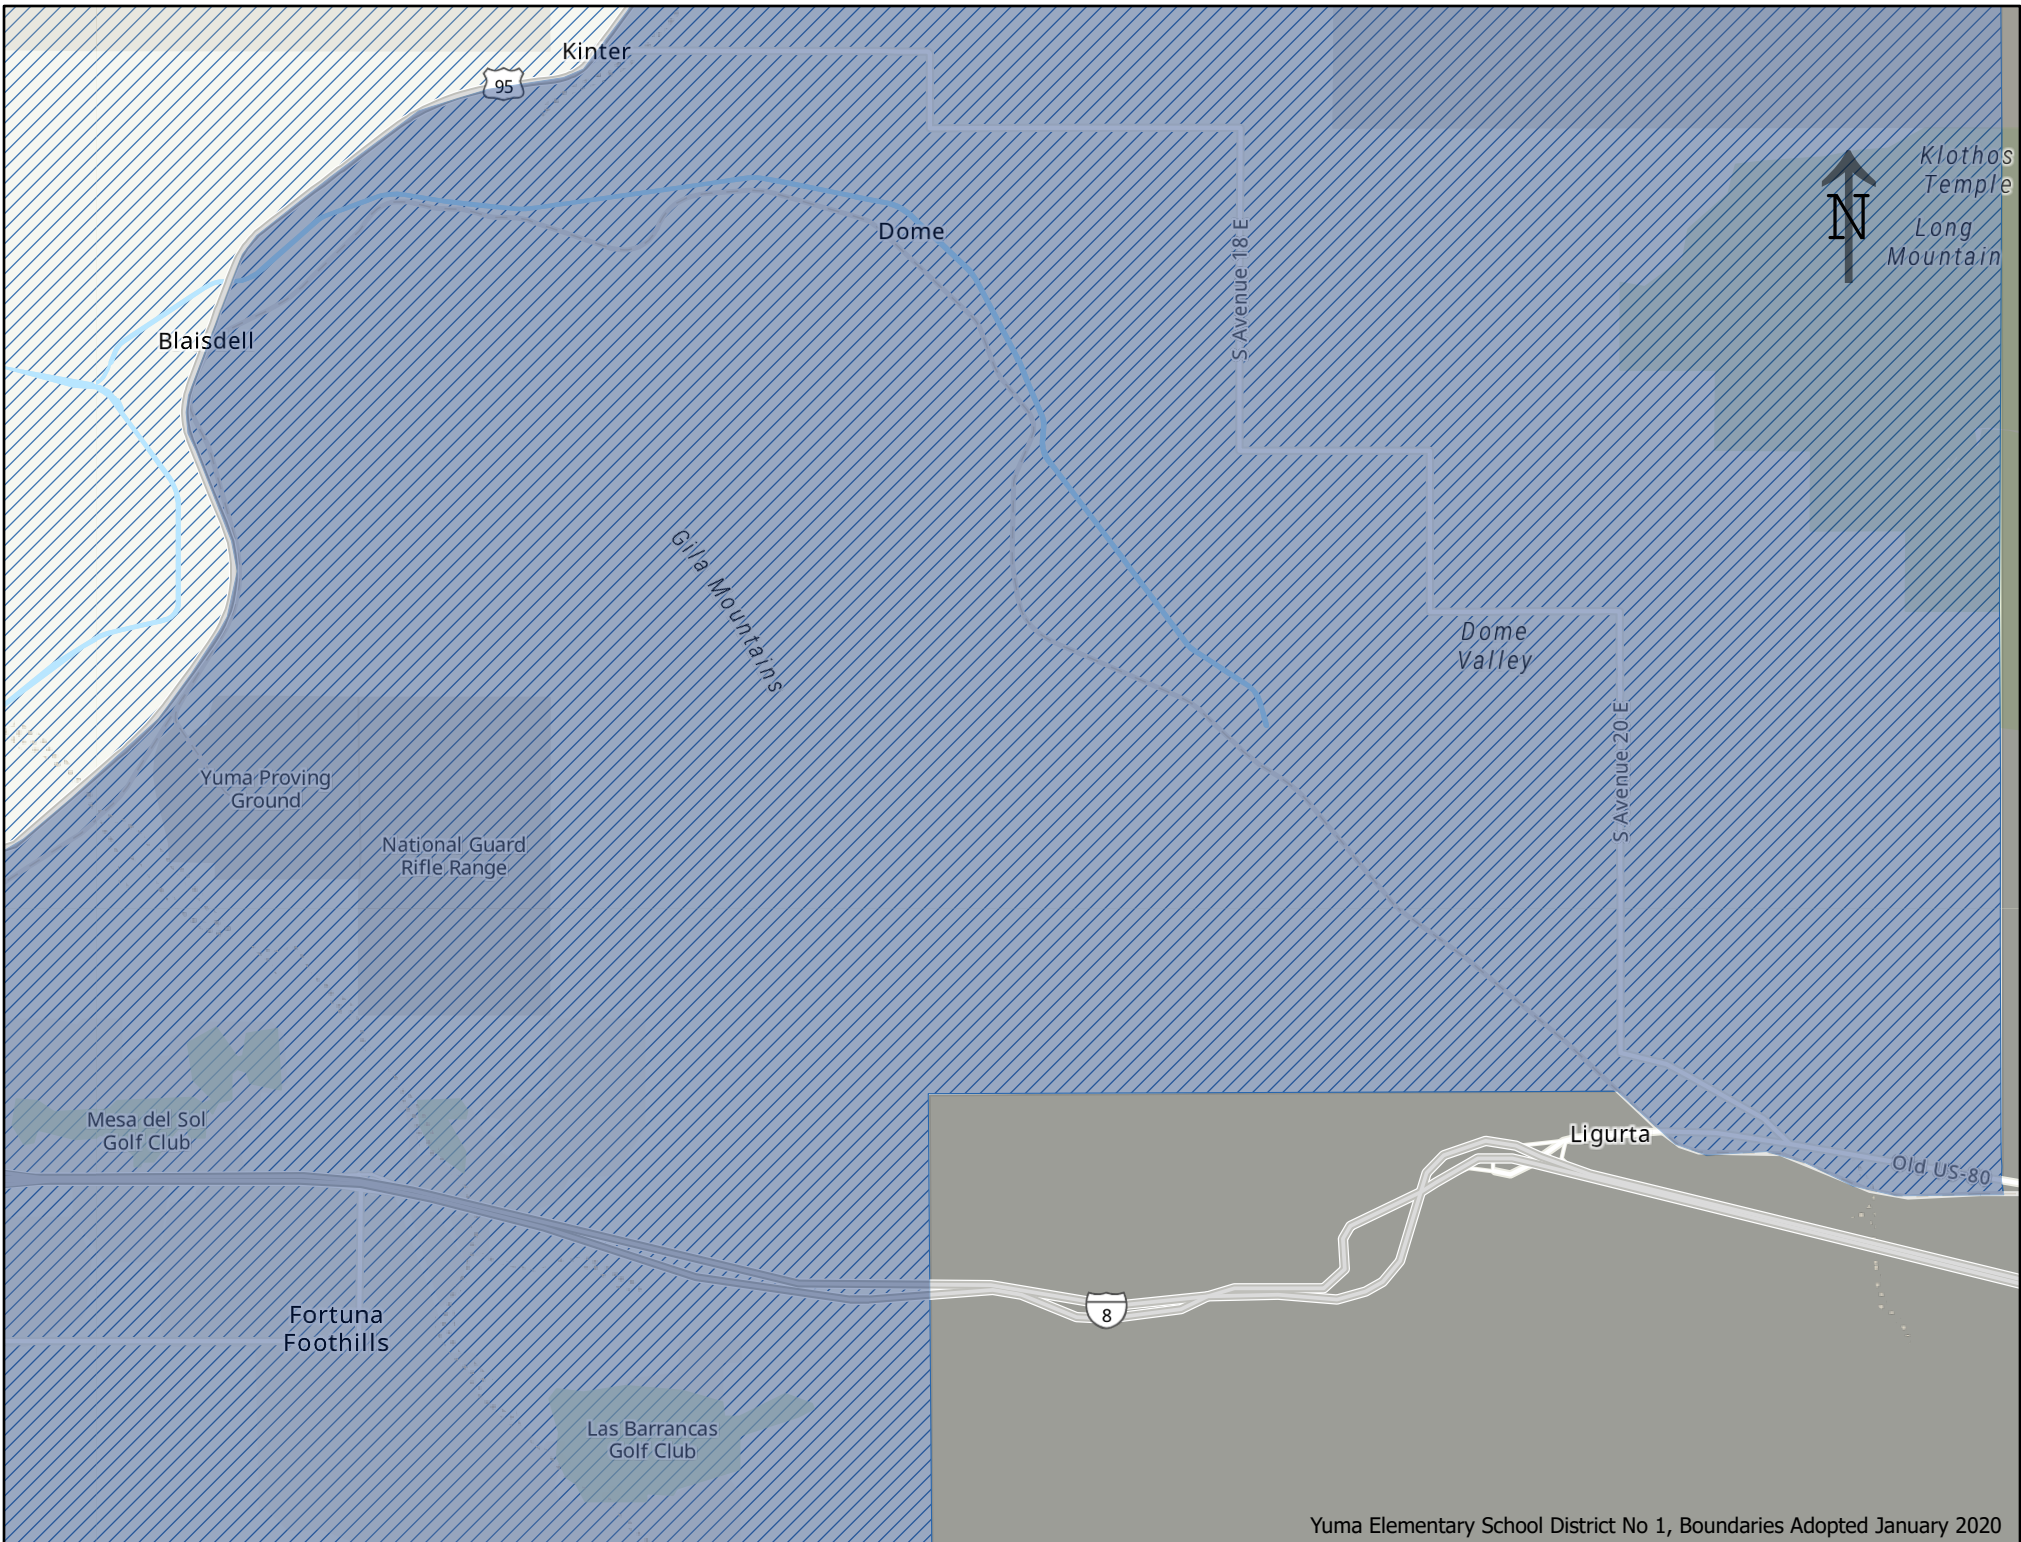 Kinter
95
Klothos
Temple
N
Long
Mountain
Dome
S Avenue 18 E
Blaisdell
Gila Mountains
Dome
Valley
S Avenue 20 E
Yuma Proving
Ground
National Guard
Rifle Range
Mesa del Sol
Golf Club
Ligurta
Old US-80
8
Fortuna
Foothills
Las Barrancas
Golf Club
Yuma Elementary School District No 1, Boundaries Adopted January 2020